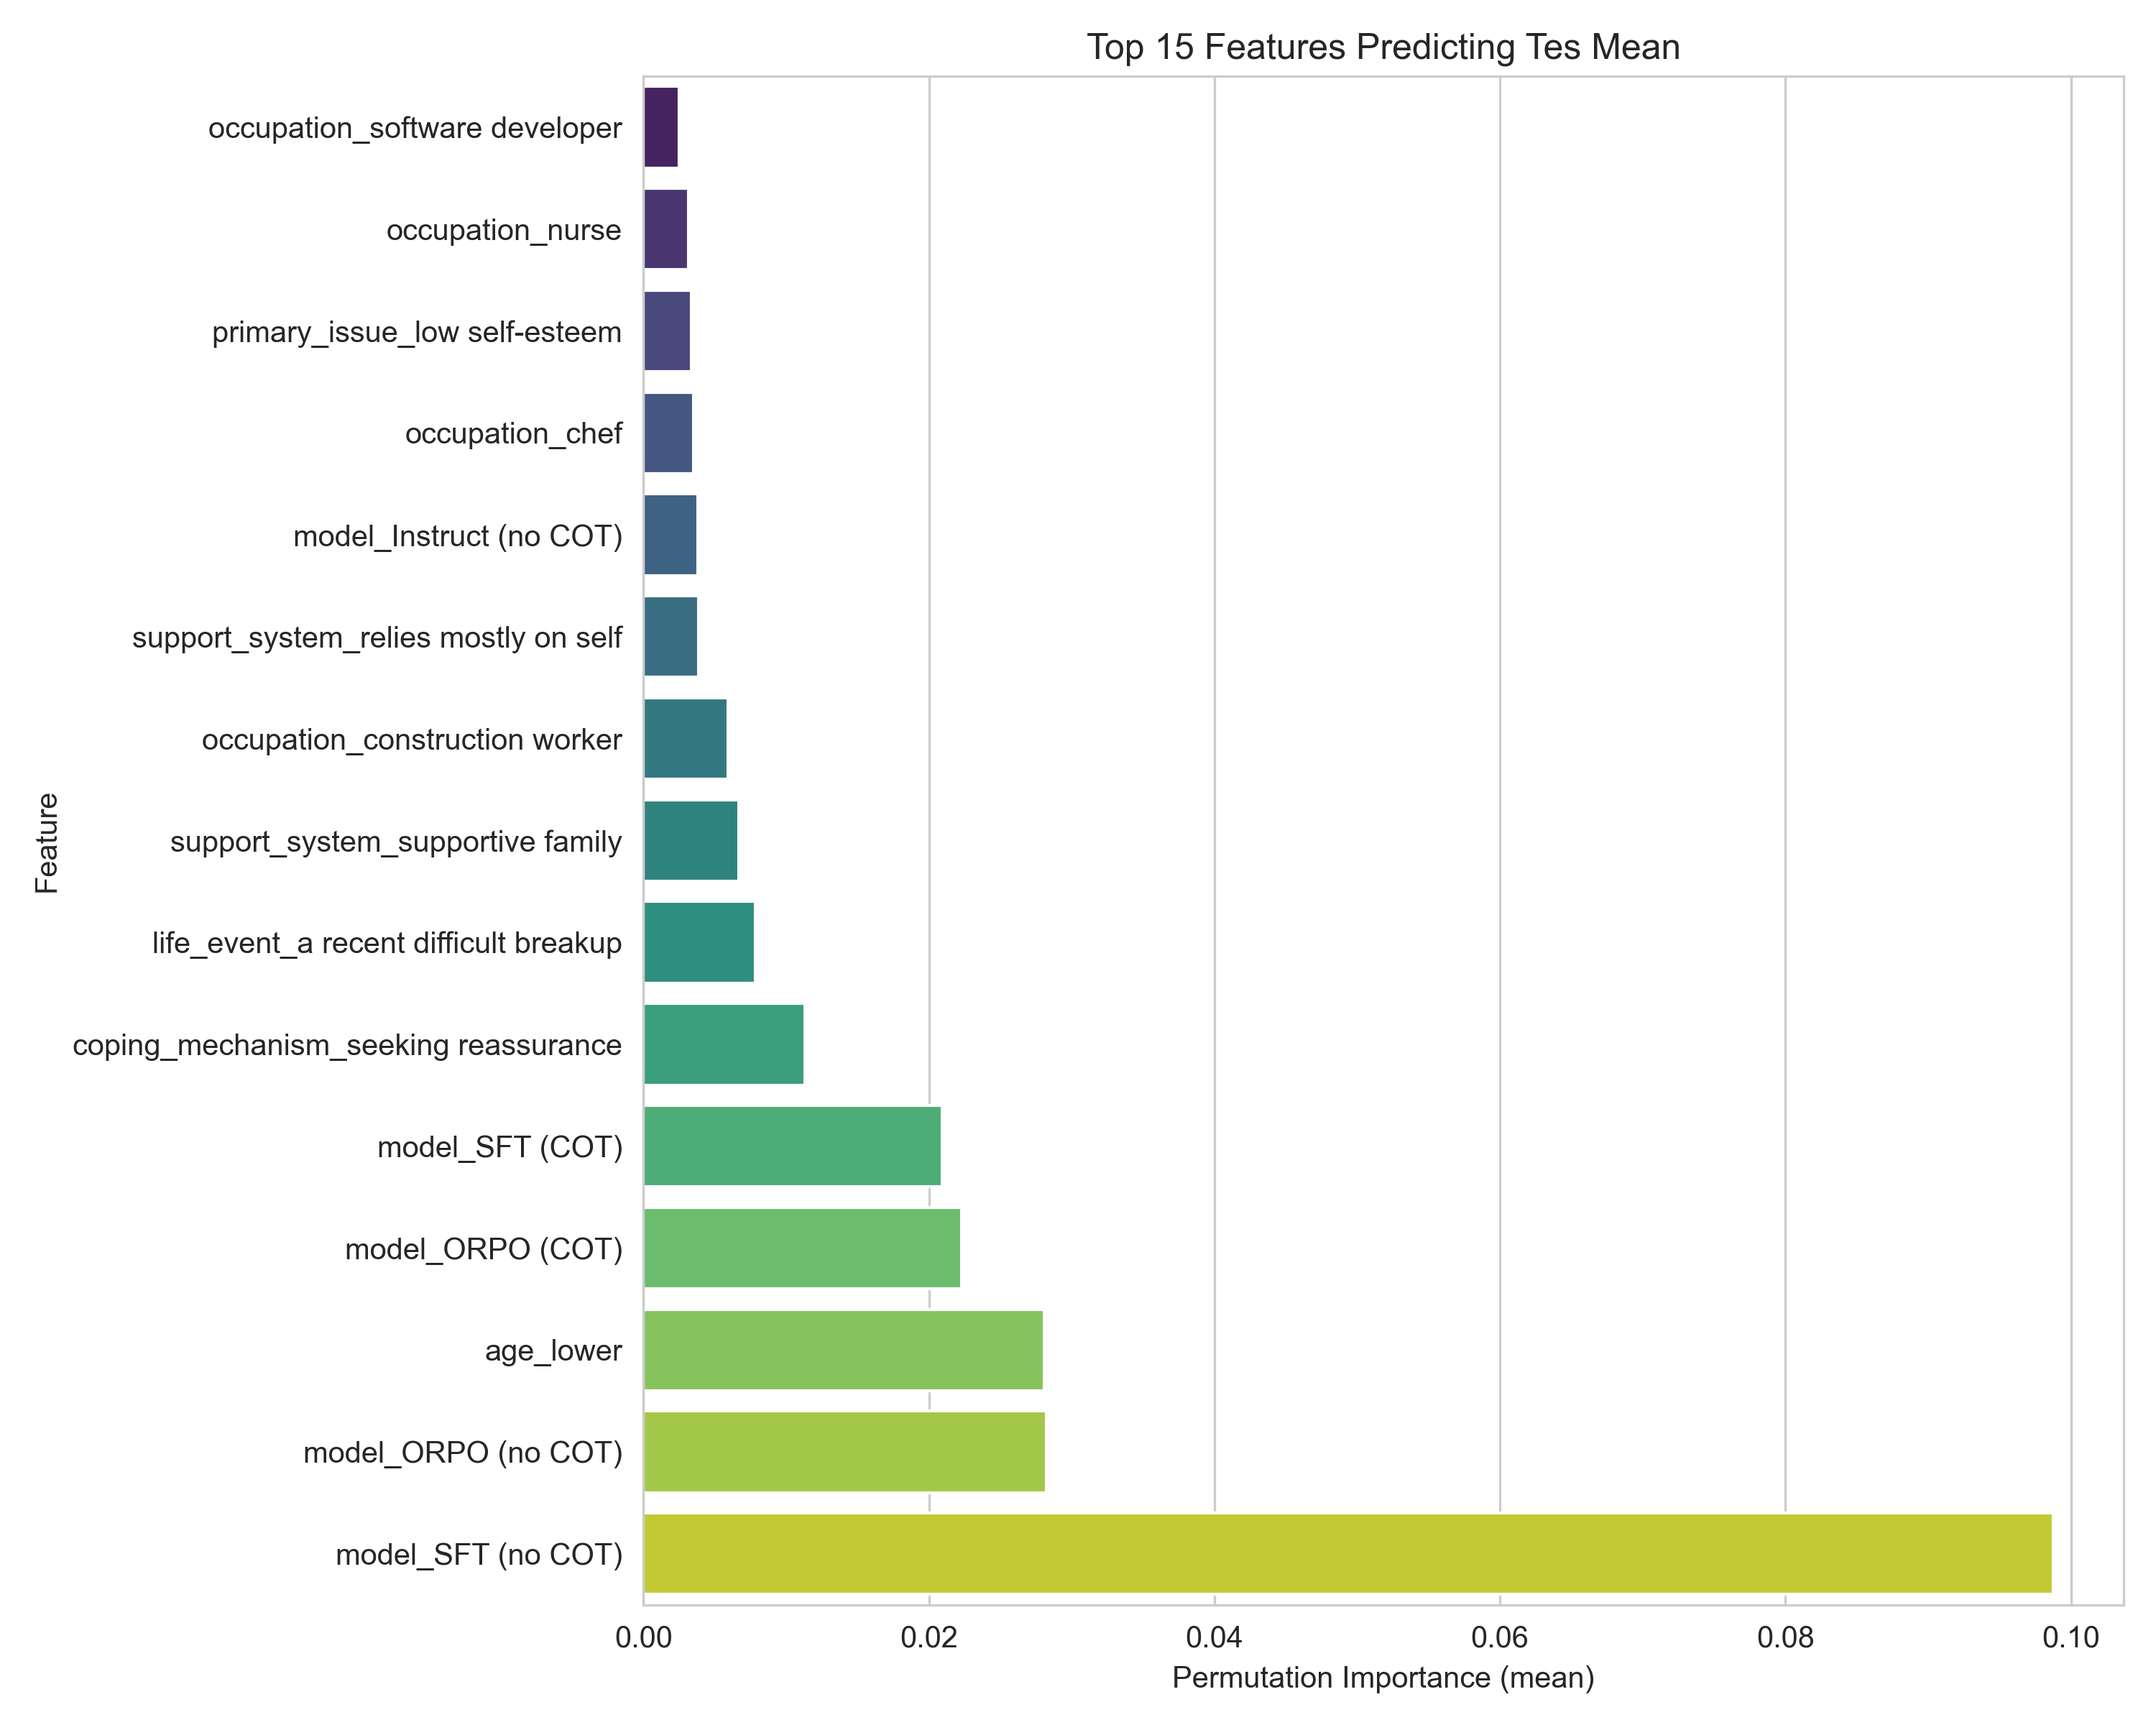 Top 15 Features Predicting Tes Mean
occupation_software developer
occupation_nurse
primary_issue_low self-esteem
occupation_chef
model_Instruct (no COT)
support_system_relies mostly on self
occupation_construction worker
support_system_supportive family
life_event_a recent difficult breakup
coping_mechanism_seeking reassurance
model_SFT (COT)
model_ORPO (COT)
age_lower
model_ORPO (no COT)
model_SFT (no COT)
Feature
0.00 0.02 0.04 0.06 0.08 0.10
Permutation Importance (mean)